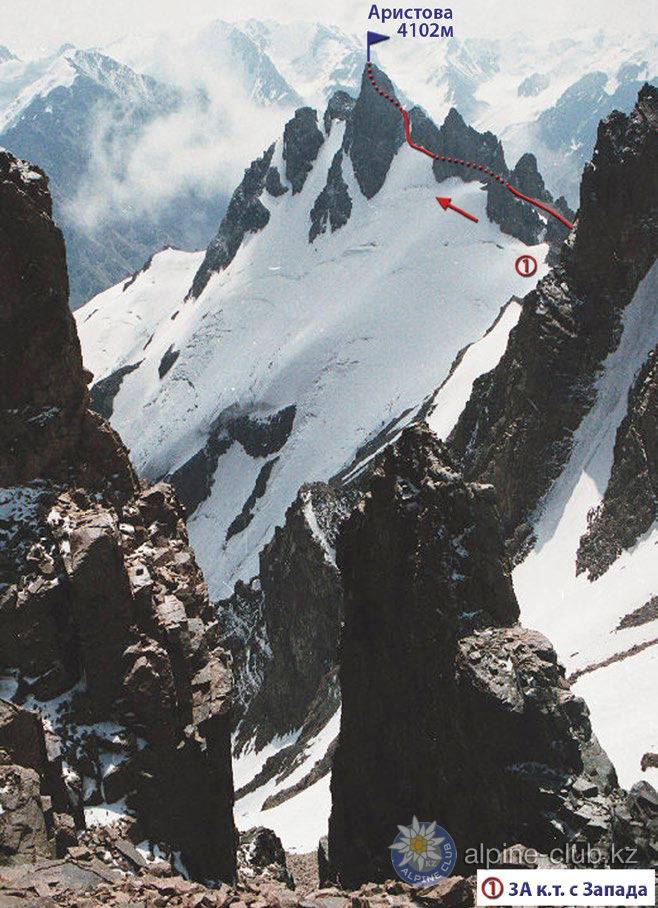 Аристова
4102м
①
ALPINE CLUB
alpine-club.kz
① 3А к.т. с Запада